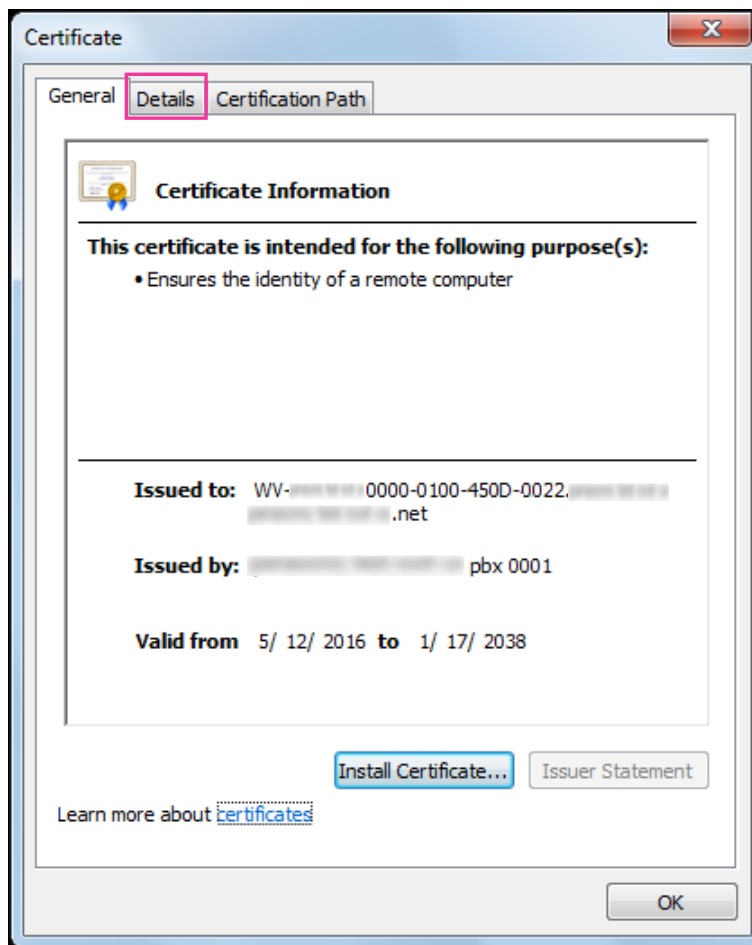 Certificate
General Details Certification Path
Certificate Information
This certificate is intended for the following purpose(s):
• Ensures the identity of a remote computer
Issued to: WV- 0000-0100-450D-0022.
.net
Issued by: pbx 0001
Valid from 5/ 12/ 2016 to 1/ 17/ 2038
Install Certificate... Issuer Statement
Learn more about certificates
OK